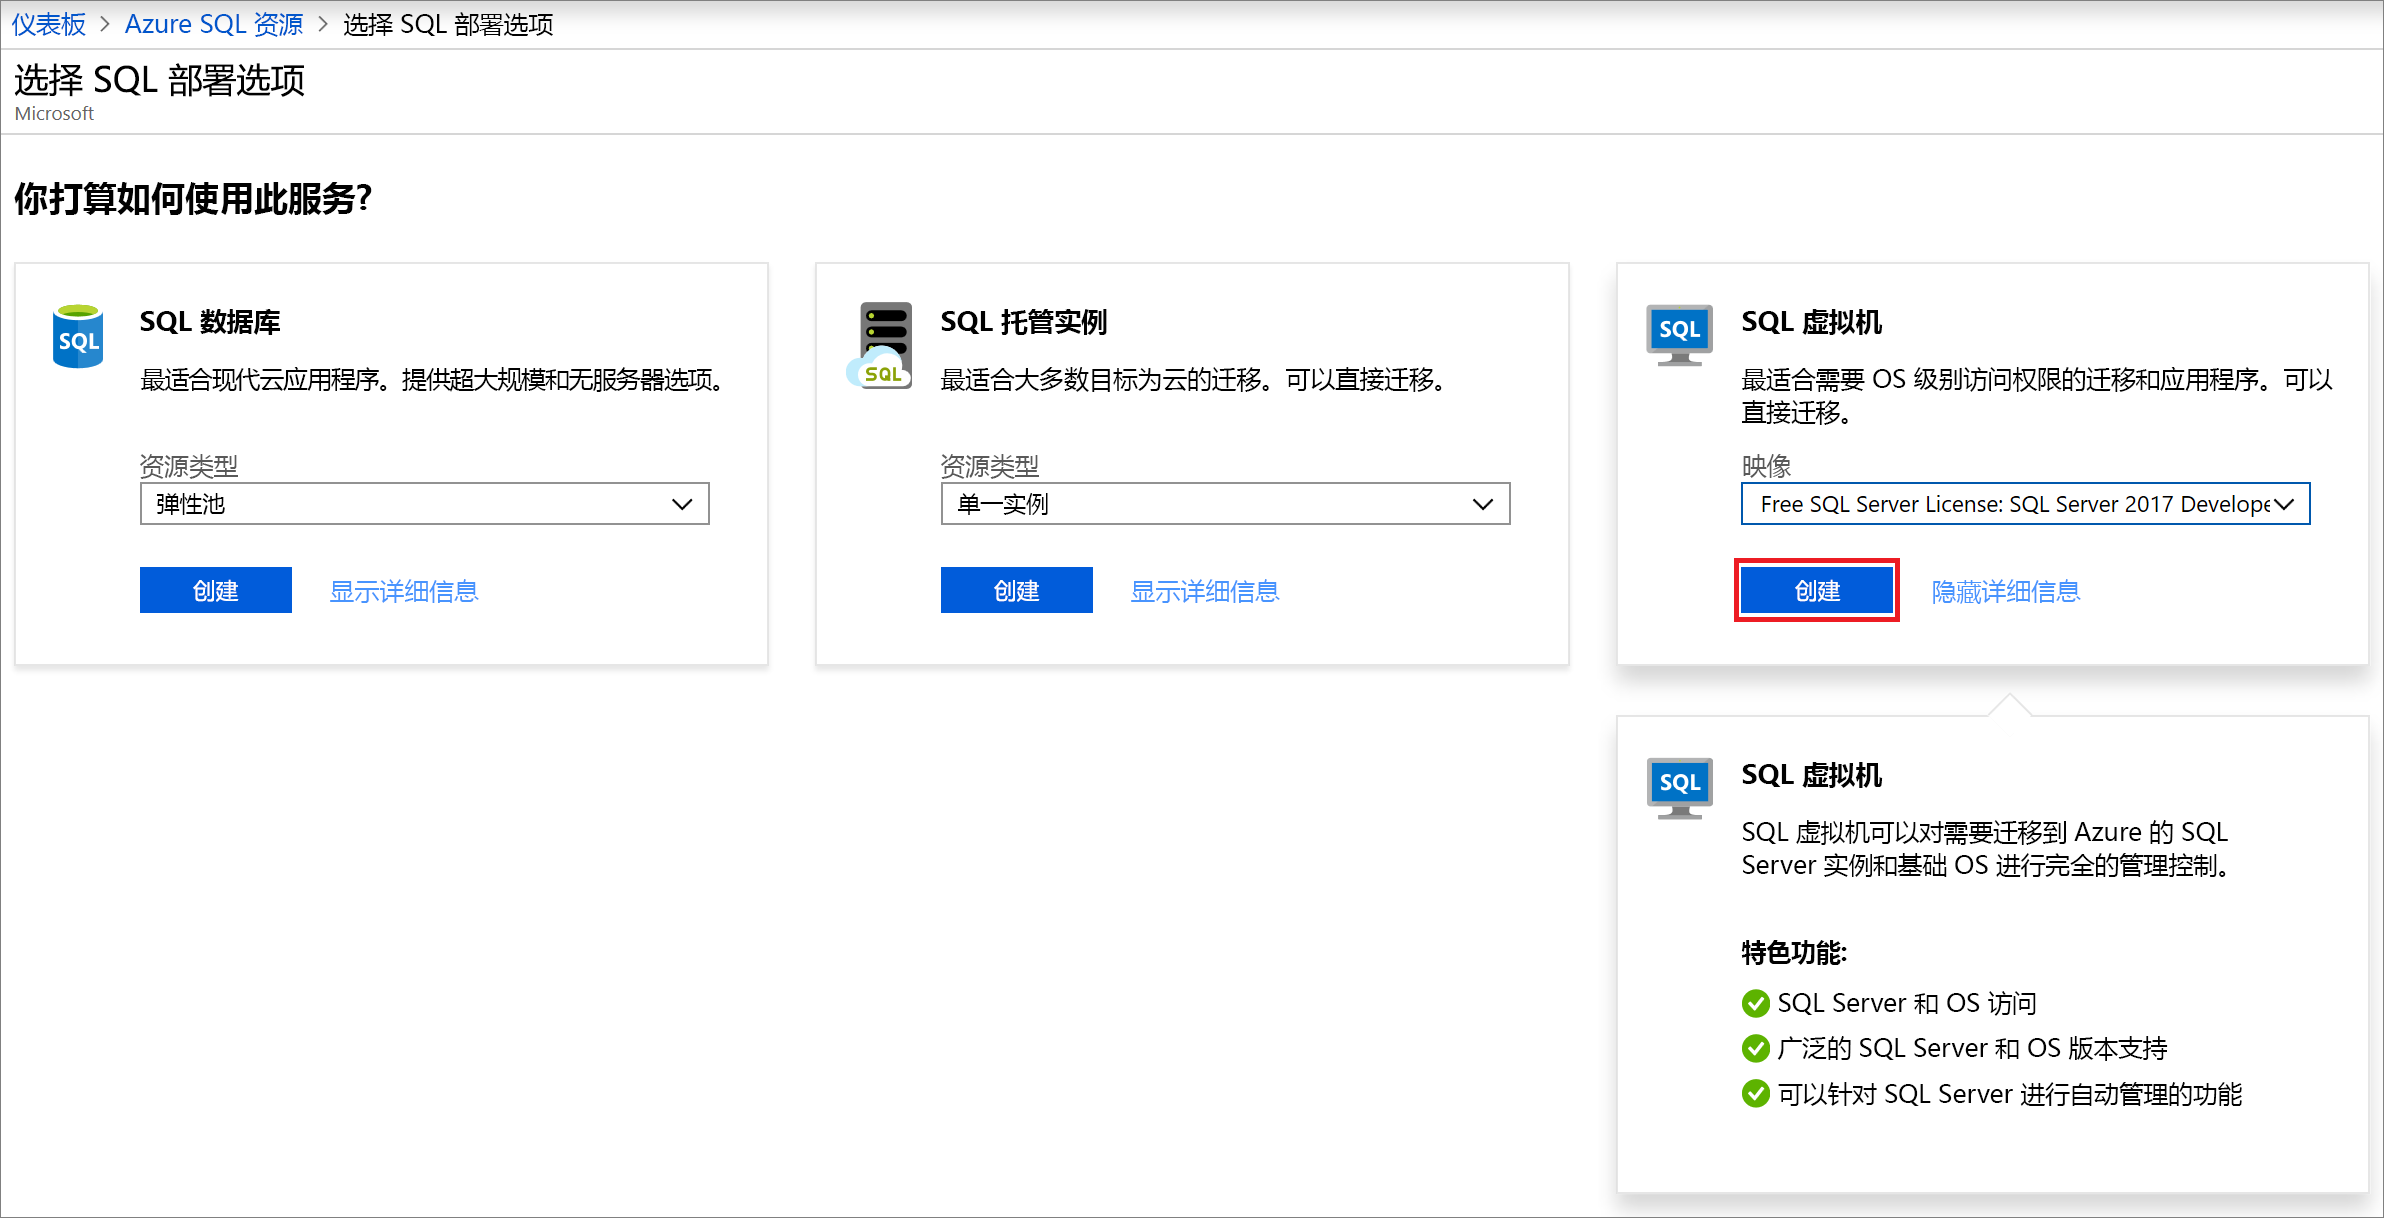 仪表板 > Azure SQL 资源 > 选择 SQL 部署选项
选择 SQL 部署选项
Microsoft
你打算如何使用此服务?
SQL
SQL 数据库
最适合现代云应用程序。提供超大规模和无服务器选项。
资源类型
弹性池
创建
显示详细信息
SQL
SQL 托管实例
最适合大多数目标为云的迁移。可以直接迁移。
资源类型
单一实例
创建
显示详细信息
SQL
SQL 虚拟机
最适合需要 OS 级别访问权限的迁移和应用程序。可以
直接迁移。
映像
Free SQL Server License: SQL Server 2017 Develope
创建
隐藏详细信息
SQL
SQL 虚拟机
SQL 虚拟机可以对需要迁移到 Azure 的 SQL
Server 实例和基础 OS 进行完全的管理控制。
特色功能:
SQL Server 和 OS 访问
广泛的 SQL Server 和 OS 版本支持
可以针对 SQL Server 进行自动管理的功能